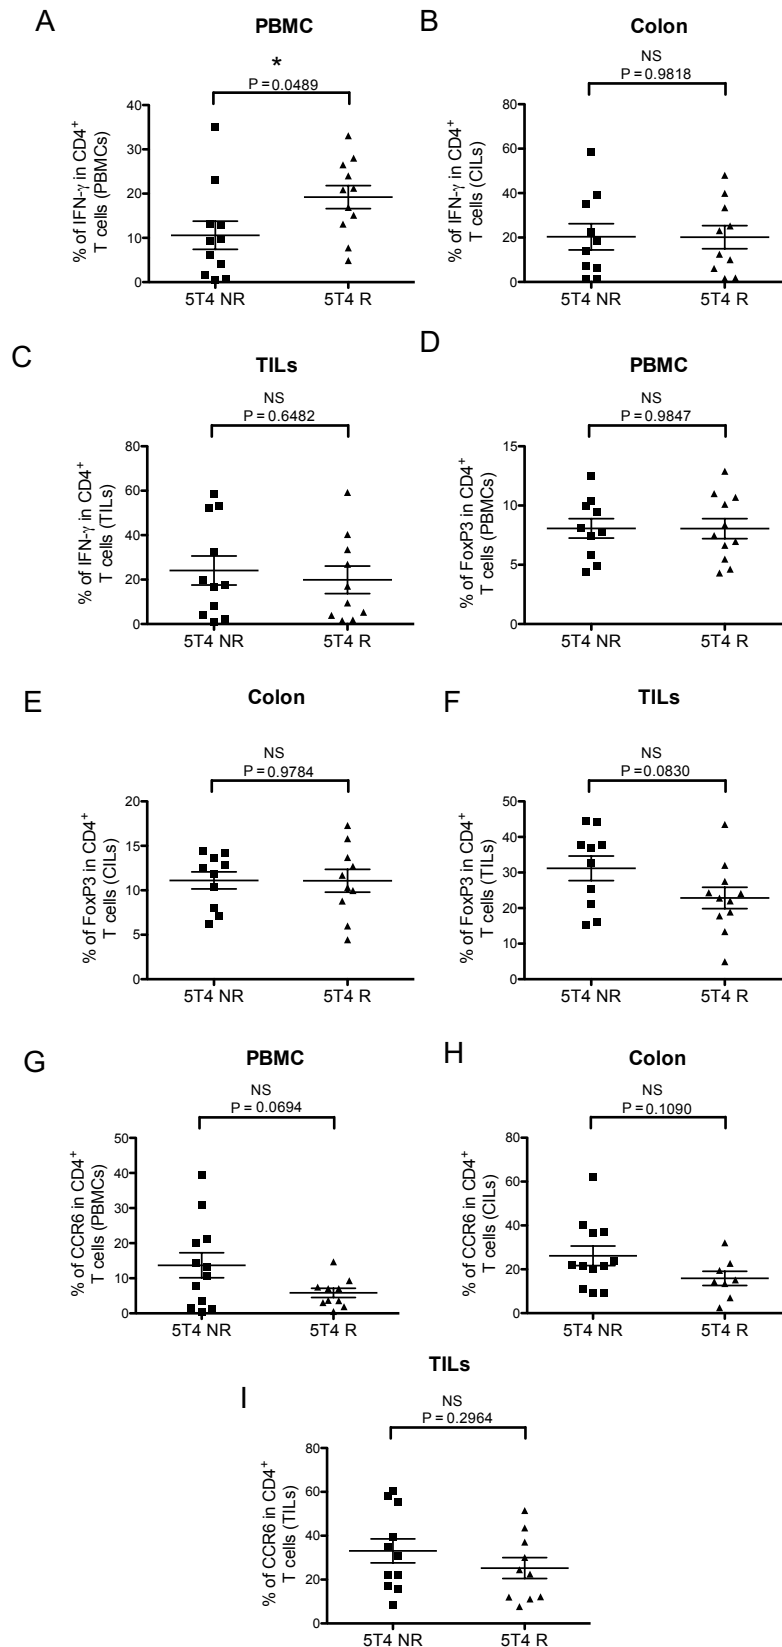 A
PBMC
*
P = 0.0489
% of IFN-γ in CD4⁺
T cells (PBMCs)
40
30
20
10
0
5T4 NR
5T4 R
B
Colon
NS
P = 0.9818
% of IFN-γ in CD4⁺
T cells (CILs)
80
60
40
20
0
5T4 NR
5T4 R
C
TILs
NS
P = 0.6482
% of IFN-γ in CD4⁺
T cells (TILs)
80
60
40
20
0
5T4 NR
5T4 R
D
PBMC
NS
P = 0.9847
% of FoxP3 in CD4⁺
T cells (PBMCs)
15
10
5
0
5T4 NR
5T4 R
E
Colon
NS
P = 0.9784
% of FoxP3 in CD4⁺
T cells (CILs)
20
15
10
5
0
5T4 NR
5T4 R
F
TILs
NS
P = 0.0830
% of FoxP3 in CD4⁺
T cells (TILs)
50
40
30
20
10
0
5T4 NR
5T4 R
G
PBMC
NS
P = 0.0694
% of CCR6 in CD4⁺
T cells (PBMCs)
50
40
30
20
10
0
5T4 NR
5T4 R
H
Colon
NS
P = 0.1090
% of CCR6 in CD4⁺
T cells (CILs)
80
60
40
20
0
5T4 NR
5T4 R
I
TILs
NS
P = 0.2964
% of CCR6 in CD4⁺
T cells (TILs)
80
60
40
20
0
5T4 NR
5T4 R